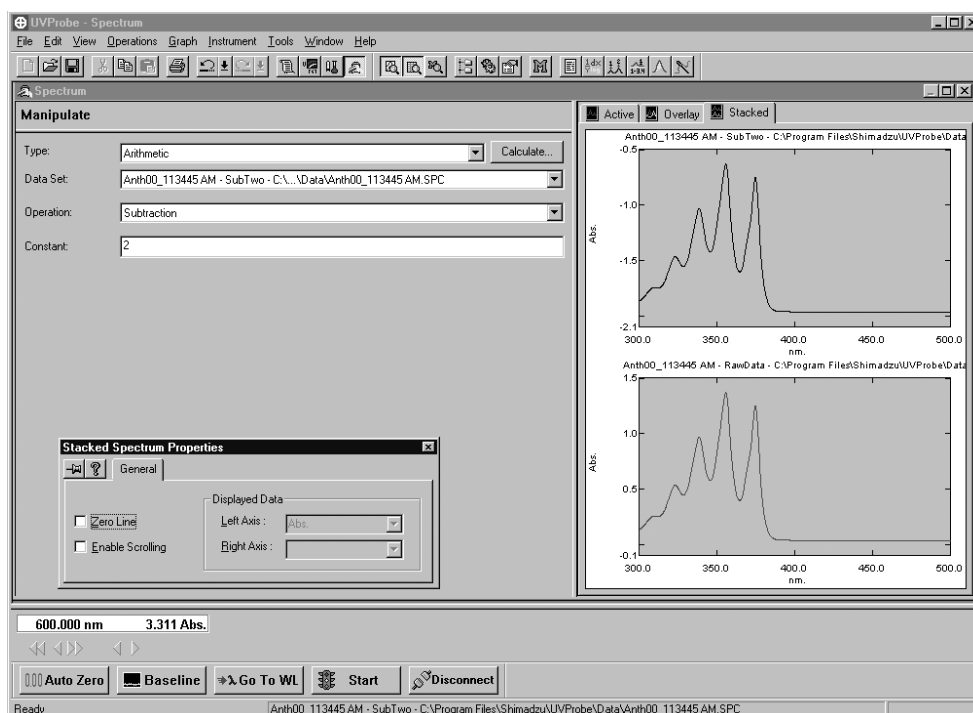 UVProbe - Spectrum
File Edit View Operations Graph Instrument Tools Window Help
Spectrum
Manipulate
Type: Arithmetic Calculate...
Data Set: Anth00_113445 AM - SubTwo - C:\...\Data\Anth00_113445 AM.SPC
Operation: Subtraction
Constant: 2
Stacked Spectrum Properties
General
Zero Line
Enable Scrolling
Displayed Data
Left Axis : Abs.
Right Axis :
Active Overlay Stacked
Anth00_113445 AM - SubTwo - C:\Program Files\Shimadzu\UVProbe\Data
-0.5
-1.0
Abs.
-1.5
-2.1
300.0 350.0 400.0 450.0 500.0
nm.
Anth00_113445 AM - RawData - C:\Program Files\Shimadzu\UVProbe\Data
1.5
1.0
Abs.
0.5
-0.1
300.0 350.0 400.0 450.0 500.0
nm.
600.000 nm 3.311 Abs.
Auto Zero Baseline Go To WL Start Disconnect
Ready Anth00_113445 AM - SubTwo - C:\Program Files\Shimadzu\UVProbe\Data\Anth00_113445 AM.SPC